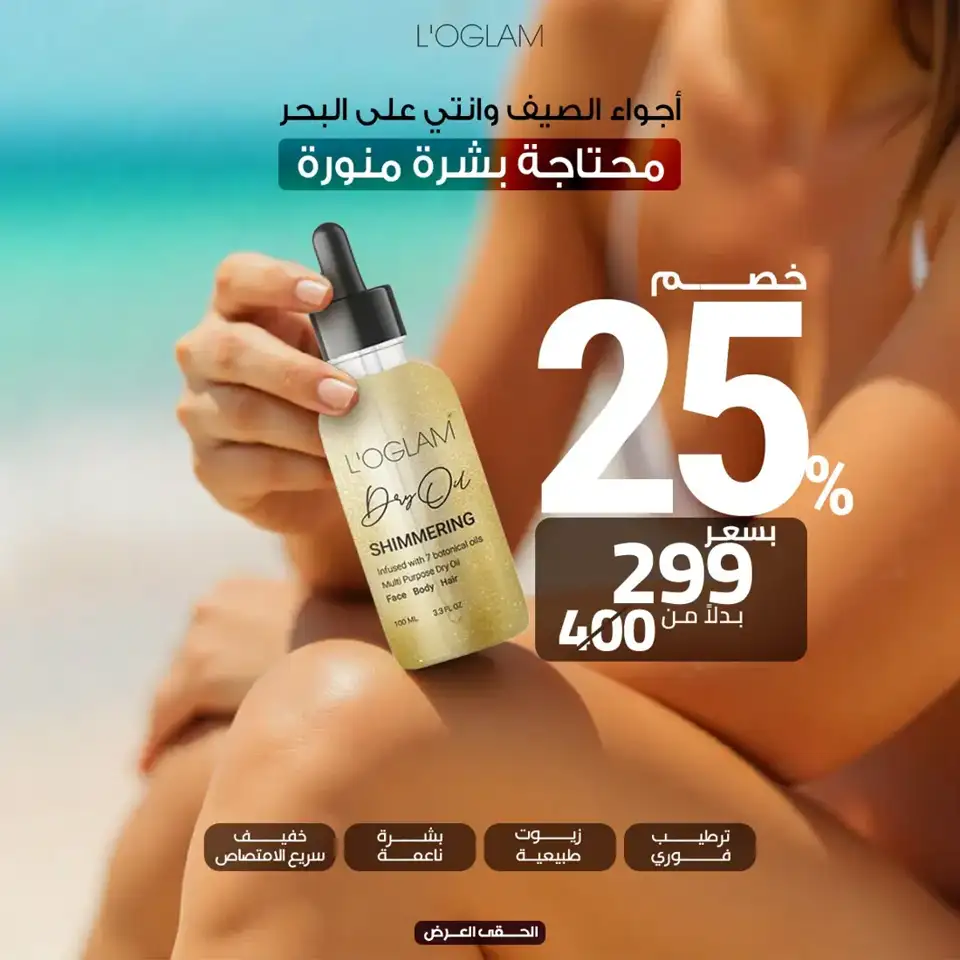 L'OGLAM
أجواء الصيف وانتي على البحر
محتاجة بشرة منورة
خصم
25%
بسعر
299
بدلاً من 400
L'OGLAM
Dry Oil
SHIMMERING
Infused with 7 botanical oils
Multi Purpose Dry Oil
Face Body Hair
100 ML 3.3 FL OZ
ترطيب
فوري
زيوت
طبيعية
بشرة
ناعمة
خفيف
سريع الامتصاص
الحقي العرض